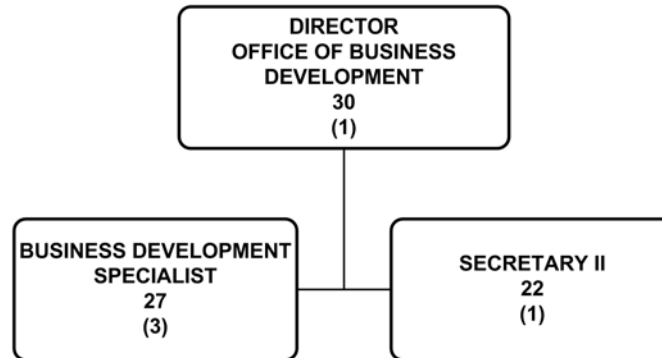 DIRECTOR
OFFICE OF BUSINESS
DEVELOPMENT
30
(1)
BUSINESS DEVELOPMENT
SPECIALIST
27
(3)
SECRETARY II
22
(1)